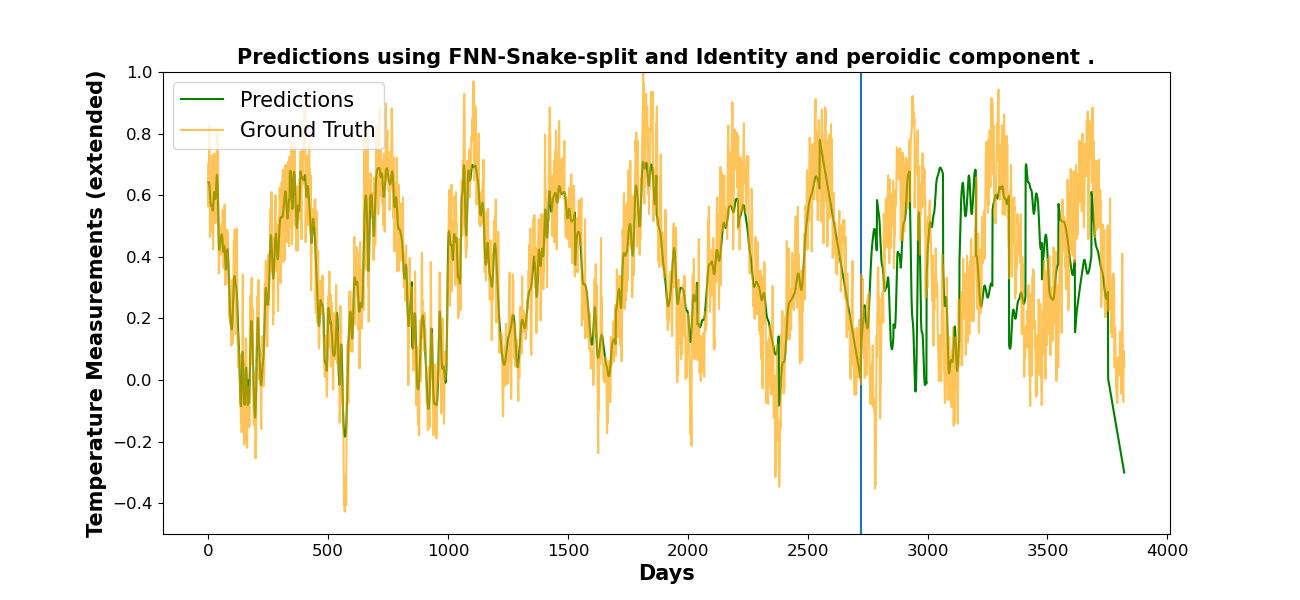 Predictions using FNN-Snake-split and Identity and peroidic component .
Temperature Measurements (extended)
1.0
0.8
0.6
0.4
0.2
0.0
−0.2
−0.4
Predictions
Ground Truth
0 500 1000 1500 2000 2500 3000 3500 4000
Days